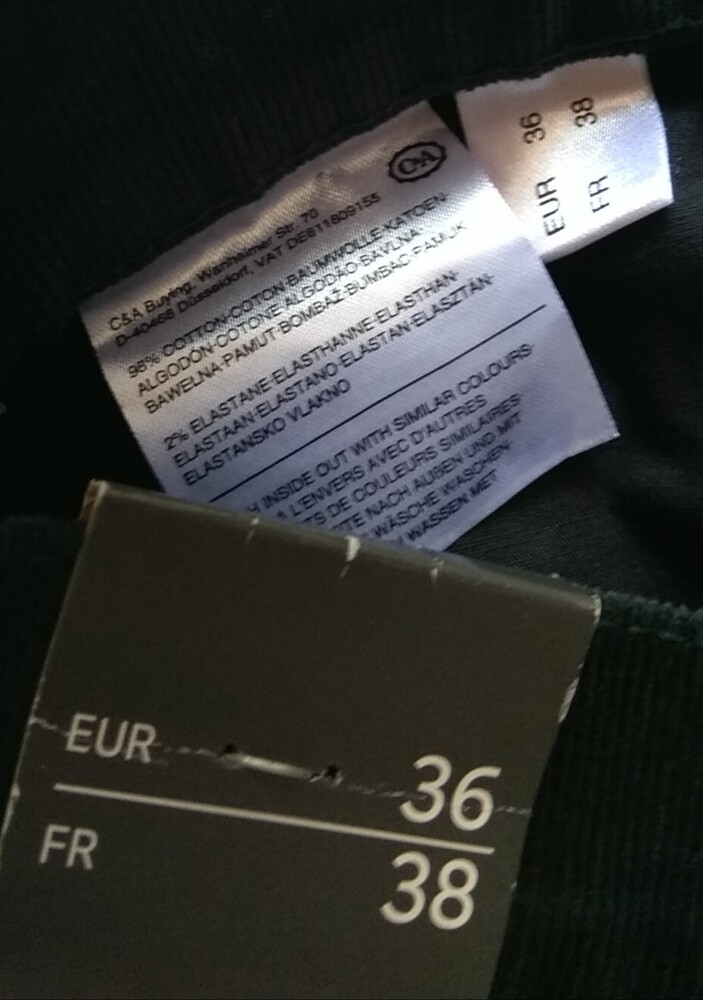 C&A
C&A Buying, Wanheimer Str. 70
D-40468 Düsseldorf, VAT DE811809155
98% COTTON·COTON·BAUMWOLLE·KATOEN·
ALGODÓN·COTONE·ALGODÃO·BAVLNA·
BAWEŁNA·PAMUT·BOMBAŽ·BUMBAC·PAMUK
2% ELASTANE·ELASTHANNE·ELASTHAN·
ELASTAAN·ELASTANO·ELASTAN·ELASZTÁN·
ELASTANSKO VLAKNO
INSIDE OUT WITH SIMILAR COLOURS·
L'ENVERS AVEC D'AUTRES
DE COULEURS SIMILAIRES·
NACH AUßEN UND MIT
WÄSCHE WASCHEN
WASSEN MET
EUR 36
FR 38
EUR 36
FR 38